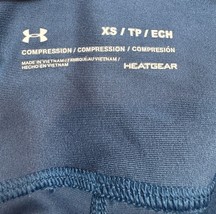 XS / TP / ECH
COMPRESSION / COMPRESSION / COMPRESIÓN
MADE IN VIETNAM / FABRIQUÉ AU VIETNAM /
HECHO EN VIETNAM
HEATGEAR